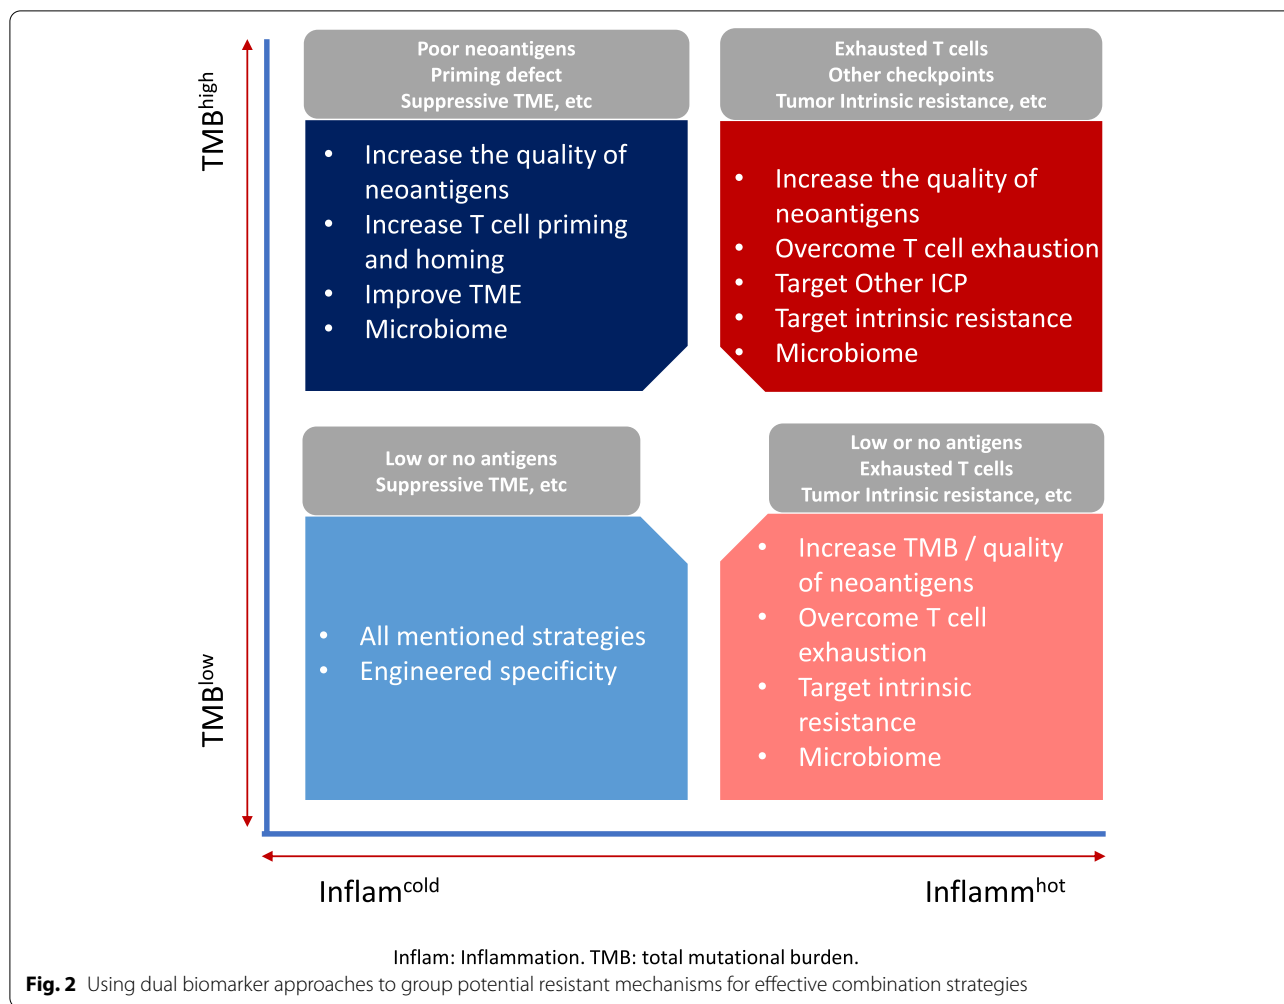 TMBhigh
Poor neoantigens
Priming defect
Suppressive TME, etc
• Increase the quality of
neoantigens
• Increase T cell priming
and homing
• Improve TME
• Microbiome
Exhausted T cells
Other checkpoints
Tumor Intrinsic resistance, etc
• Increase the quality of
neoantigens
• Overcome T cell exhaustion
• Target Other ICP
• Target intrinsic resistance
• Microbiome
TMBlow
Low or no antigens
Suppressive TME, etc
• All mentioned strategies
• Engineered specificity
Low or no antigens
Exhausted T cells
Tumor Intrinsic resistance, etc
• Increase TMB / quality
of neoantigens
• Overcome T cell
exhaustion
• Target intrinsic
resistance
• Microbiome
Inflamcold
Inflammhot
Inflam: Inflammation. TMB: total mutational burden.
Fig. 2 Using dual biomarker approaches to group potential resistant mechanisms for effective combination strategies